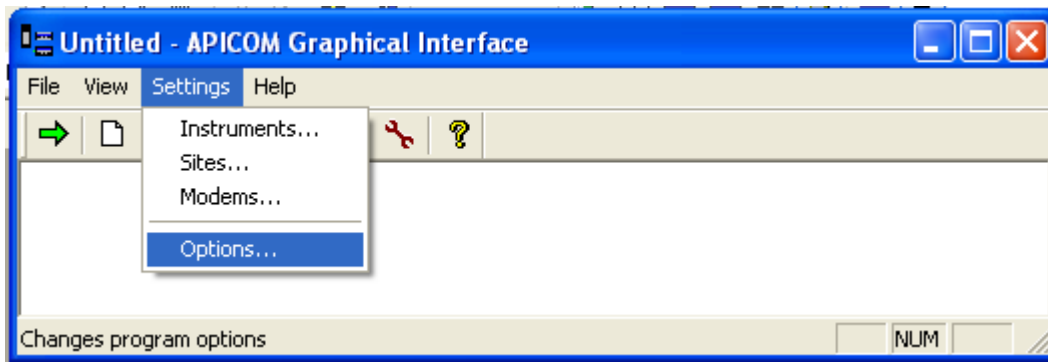 Untitled - APICOM Graphical Interface
File View Settings Help
Instruments...
Sites...
Modems...
Options...
Changes program options NUM